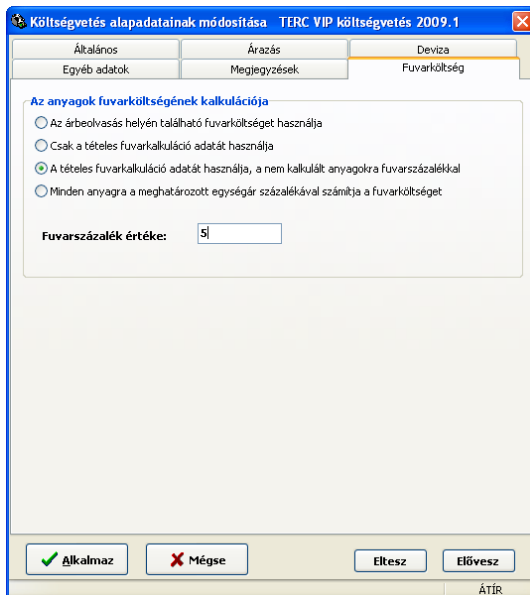 Költségvetés alapadatainak módosítása TERC VIP költségvetés 2009.1
Általános Árazás Deviza
Egyéb adatok Megjegyzések Fuvarköltség
Az anyagok fuvarköltségének kalkulációja
Az árbeolvasás helyén található fuvarköltséget használja
Csak a tételes fuvarkalkuláció adatát használja
A tételes fuvarkalkuláció adatát használja, a nem kalkulált anyagokra fuvarszázalékkal
Minden anyagra a meghatározott egységár százalékával számítja a fuvarköltséget
Fuvarszázalék értéke: 5
Alkalmaz Mégse Eltesz Elővesz
ÁTÍR